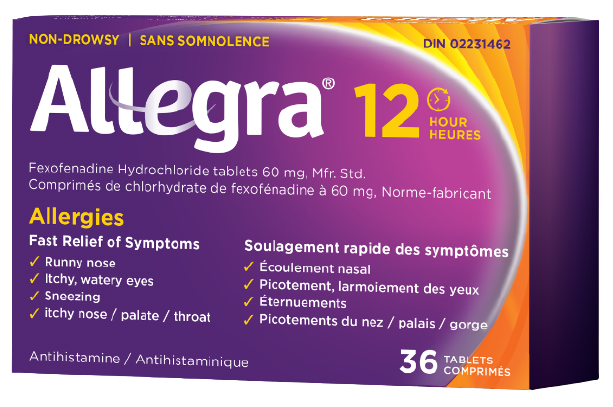 NON-DROWSY | SANS SOMNOLENCE
DIN 02231462
Allegra® 12 HOUR
HEURES
Fexofenadine Hydrochloride tablets 60 mg, Mfr. Std.
Comprimés de chlorhydrate de fexofénadine à 60 mg, Norme-fabricant
Allergies
Fast Relief of Symptoms
✓ Runny nose
✓ Itchy, watery eyes
✓ Sneezing
✓ itchy nose / palate / throat
Soulagement rapide des symptômes
✓ Écoulement nasal
✓ Picotement, larmoiement des yeux
✓ Éternuements
✓ Picotements du nez / palais / gorge
Antihistamine / Antihistaminique
36 TABLETS
COMPRIMÉS